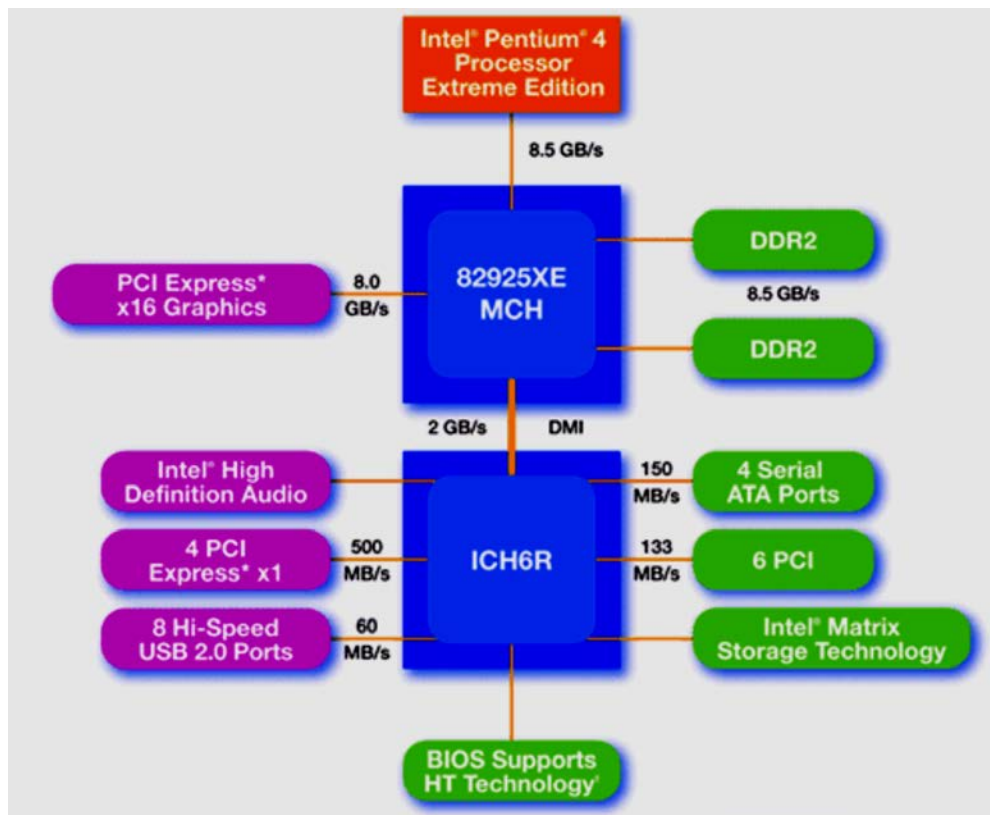 Intel® Pentium® 4
Processor
Extreme Edition
8.5 GB/s
82925XE
MCH
PCI Express*
x16 Graphics
8.0
GB/s
DDR2
8.5 GB/s
DDR2
2 GB/s
DMI
ICH6R
Intel® High
Definition Audio
4 PCI
Express* x1
500
MB/s
8 Hi-Speed
USB 2.0 Ports
60
MB/s
150
MB/s
4 Serial
ATA Ports
133
MB/s
6 PCI
Intel® Matrix
Storage Technology
BIOS Supports
HT Technology¹